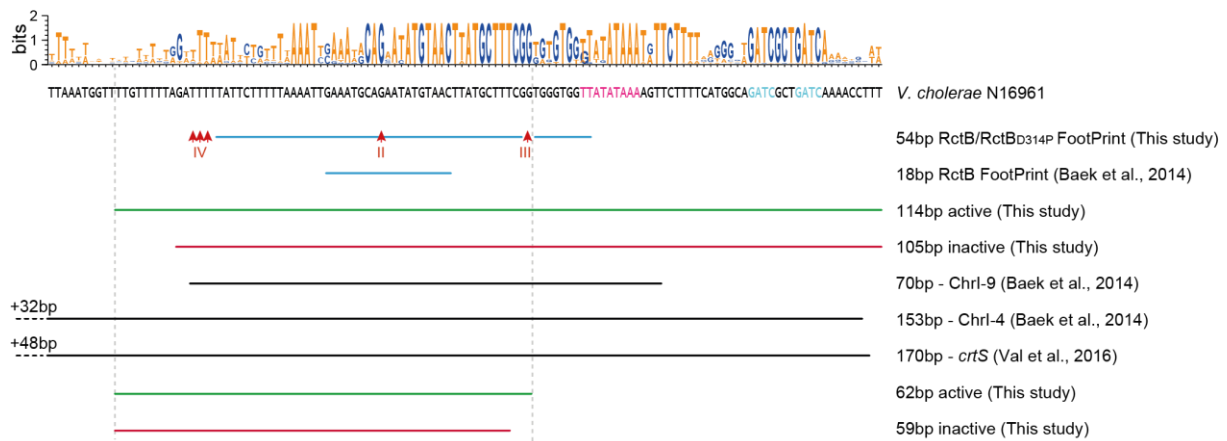 bits
2
1
0
TTAAATGGTTTTGTTTTTAGATTTTTATTCTTTTTAAAATTGAAATGCAGAATATGTAACTTATGCTTTCGGTGGGTGGTTATATAAAAGTTCTTTTCATGGCAGATCGCTGATCAAAACCTTT
V. cholerae N16961
IV
II
III
54bp RctB/RctBD314P FootPrint (This study)
18bp RctB FootPrint (Baek et al., 2014)
114bp active (This study)
105bp inactive (This study)
70bp - ChrI-9 (Baek et al., 2014)
+32bp
153bp - ChrI-4 (Baek et al., 2014)
+48bp
170bp - crtS (Val et al., 2016)
62bp active (This study)
59bp inactive (This study)